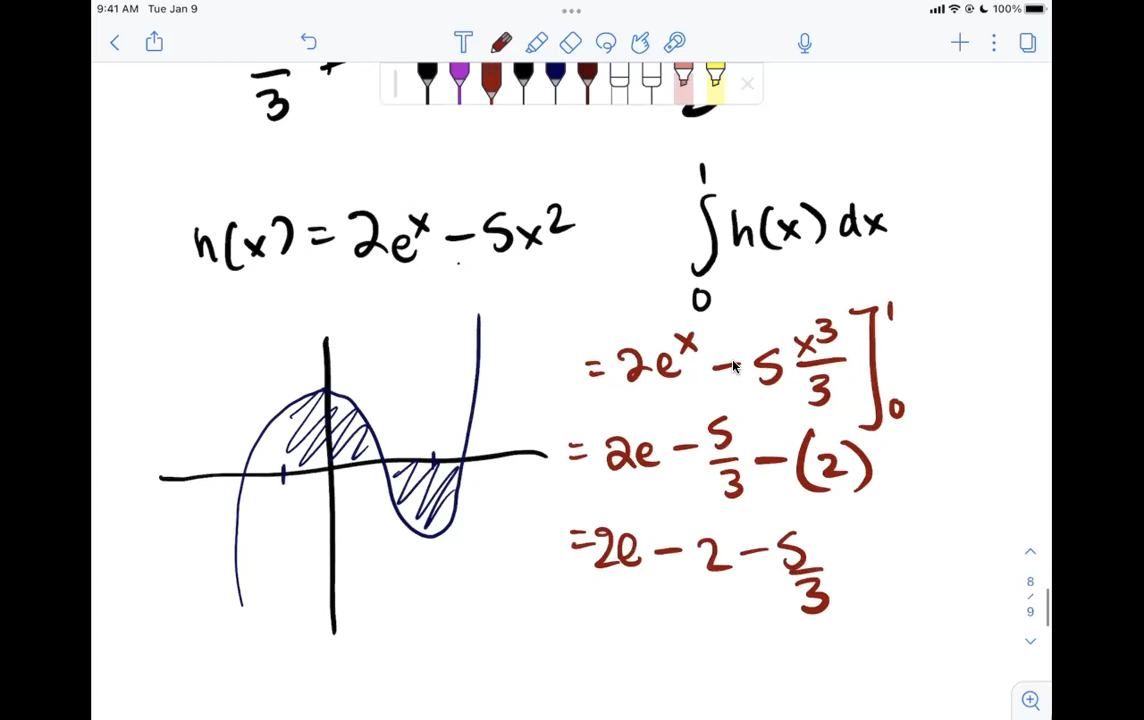 9:41 AM Tue Jan 9
100%
3
h(x) = 2e^x - 5x^2
∫_0^1 h(x) dx
= 2e^x - 5 x^3/3 ]_0^1
= 2e - 5/3 - (2)
= 2e - 2 - 5/3
8
/
9